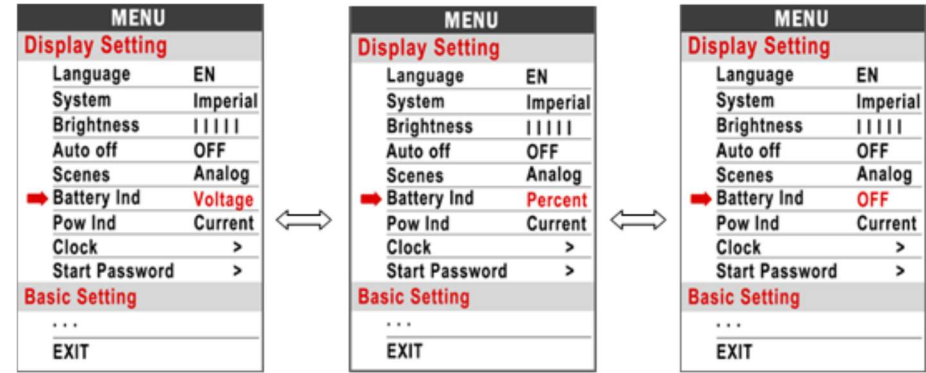 MENU
Display Setting
Language EN
System Imperial
Brightness | | | | |
Auto off OFF
Scenes Analog
Battery Ind Voltage
Pow Ind Current
Clock >
Start Password >
Basic Setting
...
EXIT
MENU
Display Setting
Language EN
System Imperial
Brightness | | | | |
Auto off OFF
Scenes Analog
Battery Ind Percent
Pow Ind Current
Clock >
Start Password >
Basic Setting
...
EXIT
MENU
Display Setting
Language EN
System Imperial
Brightness | | | | |
Auto off OFF
Scenes Analog
Battery Ind OFF
Pow Ind Current
Clock >
Start Password >
Basic Setting
...
EXIT